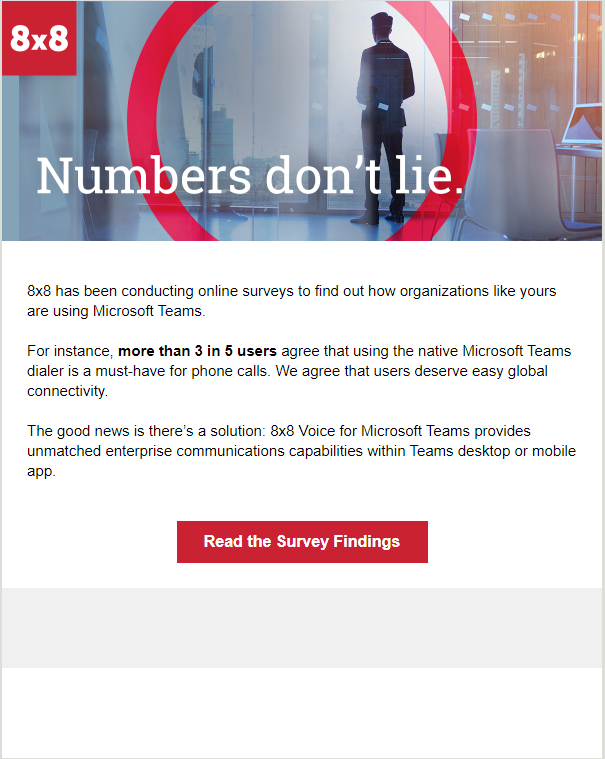 8x8
Numbers don’t lie.
8x8 has been conducting online surveys to find out how organizations like yours
are using Microsoft Teams.
For instance, more than 3 in 5 users agree that using the native Microsoft Teams
dialer is a must-have for phone calls. We agree that users deserve easy global
connectivity.
The good news is there’s a solution: 8x8 Voice for Microsoft Teams provides
unmatched enterprise communications capabilities within Teams desktop or mobile
app.
Read the Survey Findings